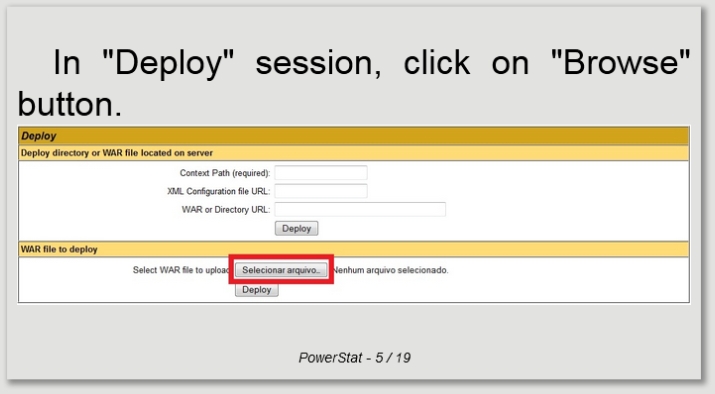 In "Deploy" session, click on "Browse"
button.
Deploy
Deploy directory or WAR file located on server
Context Path (required):
XML Configuration file URL:
WAR or Directory URL:
Deploy
WAR file to deploy
Select WAR file to upload Selecionar arquivo.. Nenhum arquivo selecionado.
Deploy
PowerStat - 5 / 19